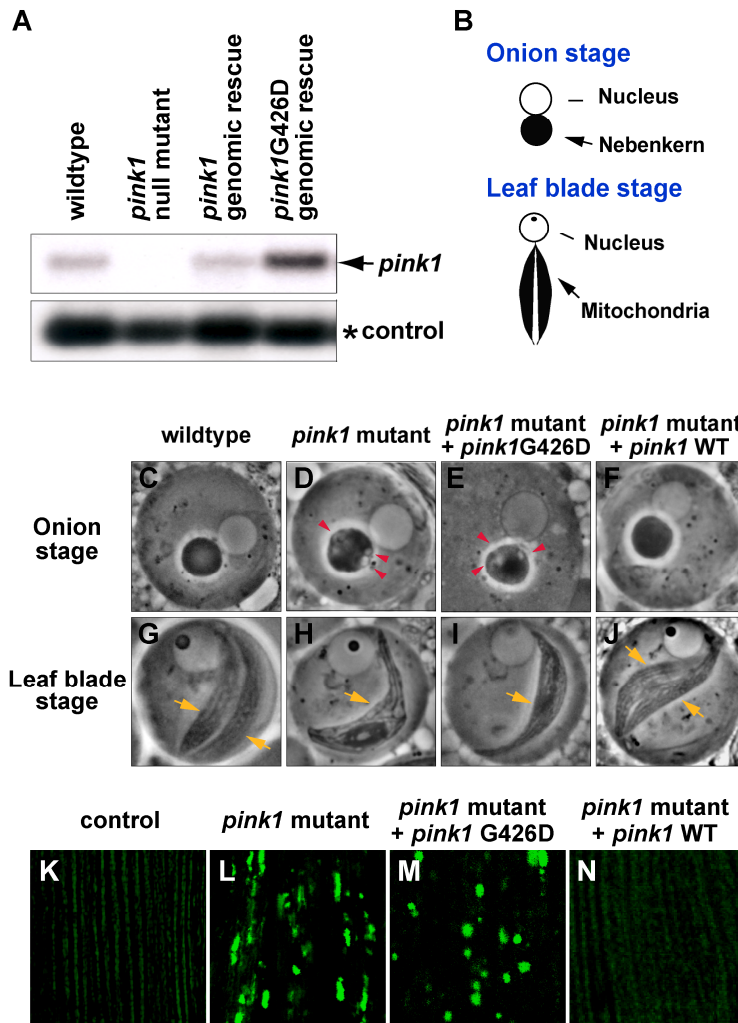 A
wildtype
pink1
null mutant
pink1
genomic rescue
pink1G426D
genomic rescue
pink1
*control
B
Onion stage
Nucleus
Nebenkern
Leaf blade stage
Nucleus
Mitochondria
wildtype
pink1 mutant
pink1 mutant
+ pink1G426D
pink1 mutant
+ pink1 WT
Onion
stage
C
D
E
F
Leaf blade
stage
G
H
I
J
control
pink1 mutant
pink1 mutant
+ pink1 G426D
pink1 mutant
+ pink1 WT
K
L
M
N